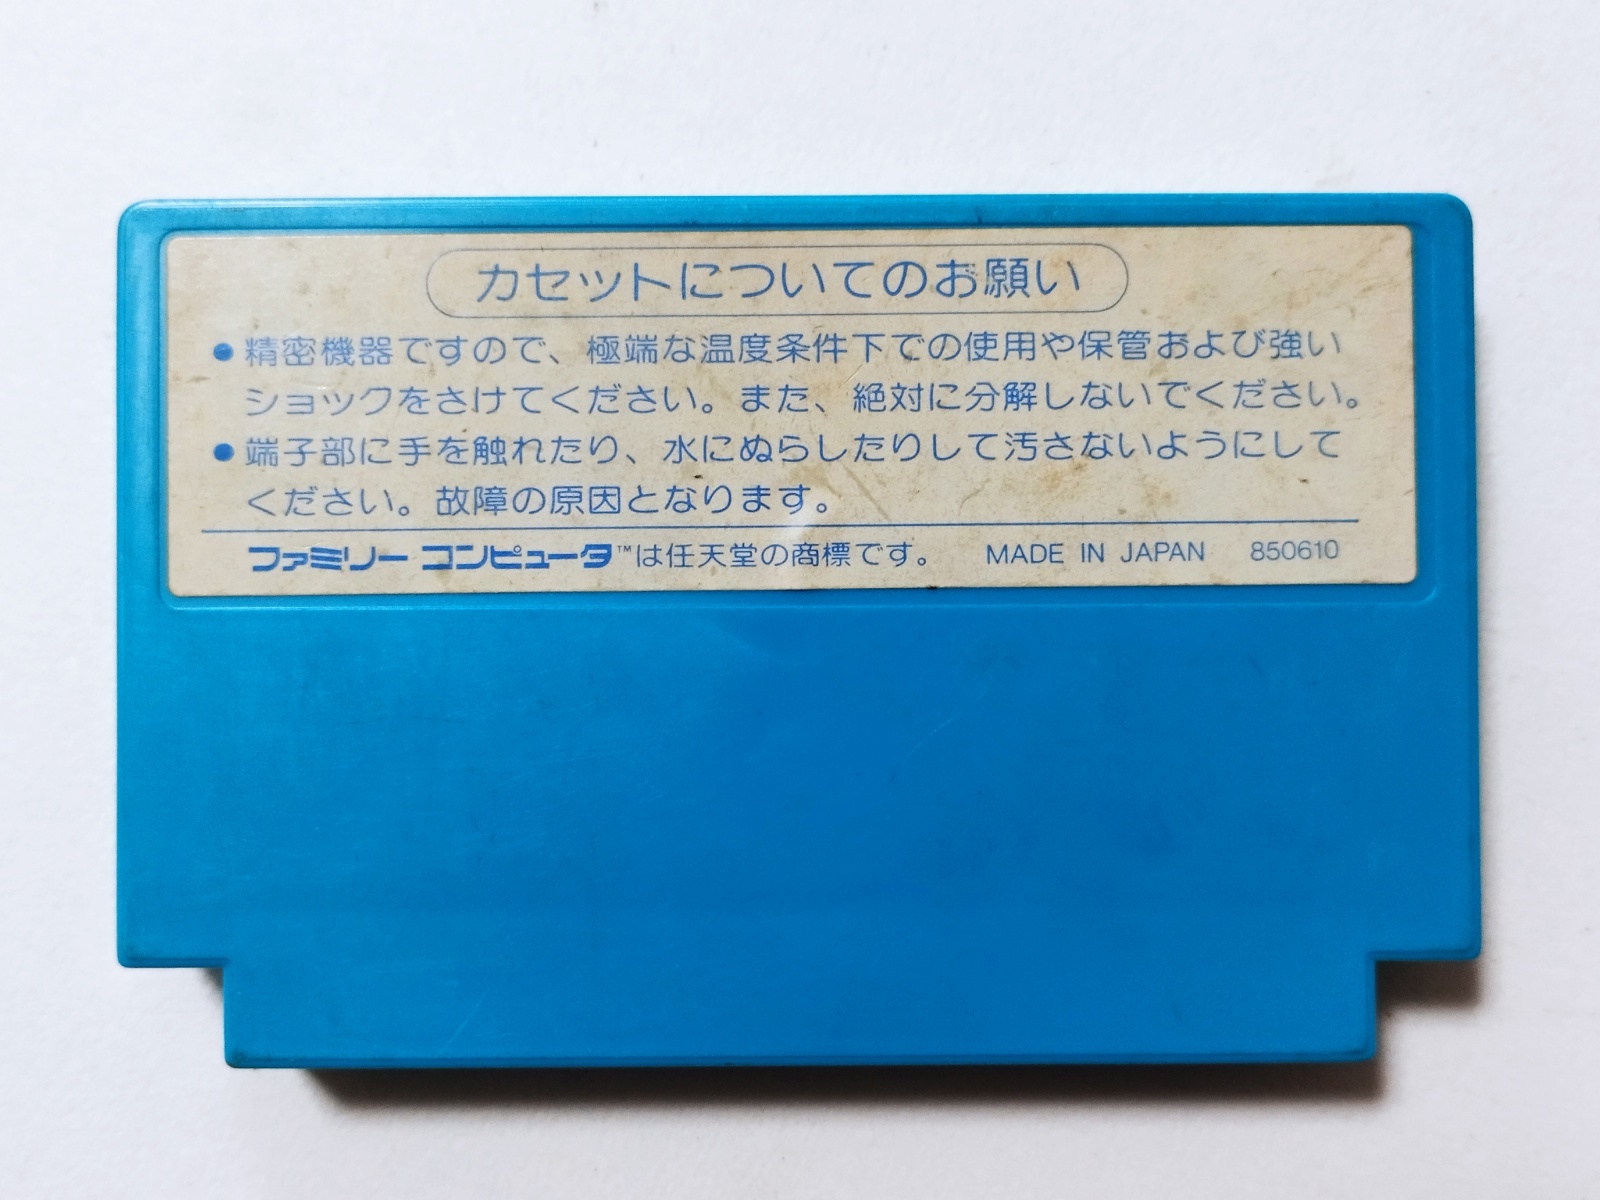 カセットについてのお願い
●精密機器ですので、極端な温度条件下での使用や保管および強い
ショックをさけてください。また、絶対に分解しないでください。
●端子部に手を触れたり、水にぬらしたりして汚さないようにして
ください。故障の原因となります。
ファミリー コンピュータ™は任天堂の商標です。 MADE IN JAPAN 850610